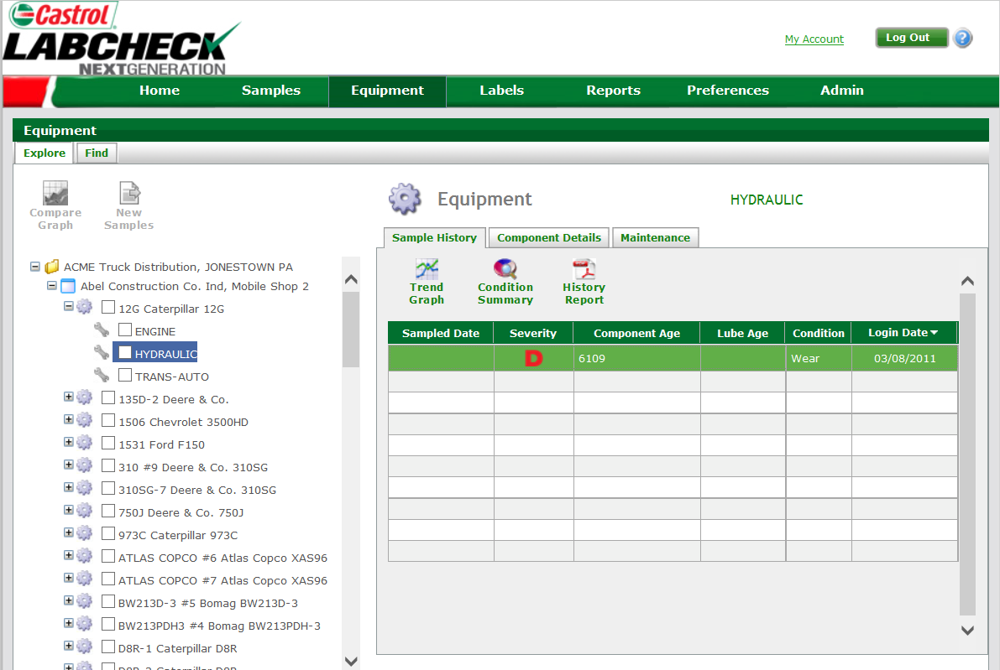 Castrol
LABCHECK
NEXTGENERATION
My Account
Log Out
?
Home Samples Equipment Labels Reports Preferences Admin
Equipment
Explore Find
Compare Graph
New Samples
ACME Truck Distribution, JONESTOWN PA
Abel Construction Co. Ind, Mobile Shop 2
12G Caterpillar 12G
ENGINE
HYDRAULIC
TRANS-AUTO
135D-2 Deere & Co.
1506 Chevrolet 3500HD
1531 Ford F150
310 #9 Deere & Co. 310SG
310SG-7 Deere & Co. 310SG
750J Deere & Co. 750J
973C Caterpillar 973C
ATLAS COPCO #6 Atlas Copco XAS96
ATLAS COPCO #7 Atlas Copco XAS96
BW213D-3 #5 Bomag BW213D-3
BW213PDH3 #4 Bomag BW213PDH-3
D8R-1 Caterpillar D8R
D8R-2 Caterpillar D8R
Equipment
HYDRAULIC
Sample History Component Details Maintenance
Trend Graph
Condition Summary
PDF
History Report
Sampled Date Severity Component Age Lube Age Condition Login Date
D 6109 Wear 03/08/2011